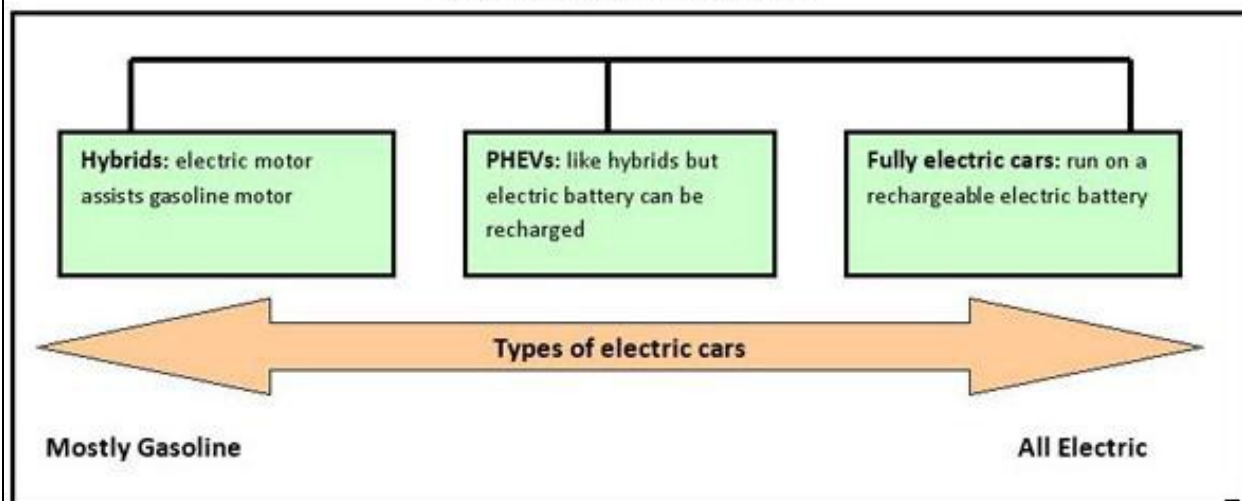 Hybrids: electric motor
assists gasoline motor
PHEVs: like hybrids but
electric battery can be
recharged
Fully electric cars: run on a
rechargeable electric battery
Types of electric cars
Mostly Gasoline
All Electric